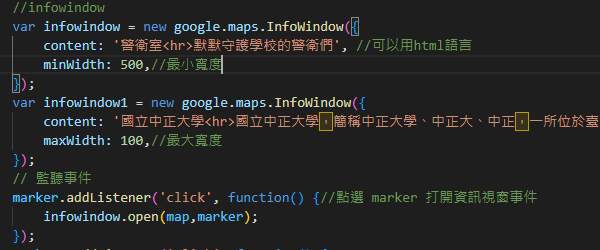 //infowindow
var infowindow = new google.maps.InfoWindow({
content: '警衛室<hr>默默守護學校的警衛們', //可以用html語言
minWidth: 500,//最小寬度
});
var infowindow1 = new google.maps.InfoWindow({
content: '國立中正大學<hr>國立中正大學，簡稱中正大學、中正大、中正，一所位於臺
maxWidth: 100,//最大寬度
});
// 監聽事件
marker.addListener('click', function() {//點選 marker 打開資訊視窗事件
infowindow.open(map,marker);
});